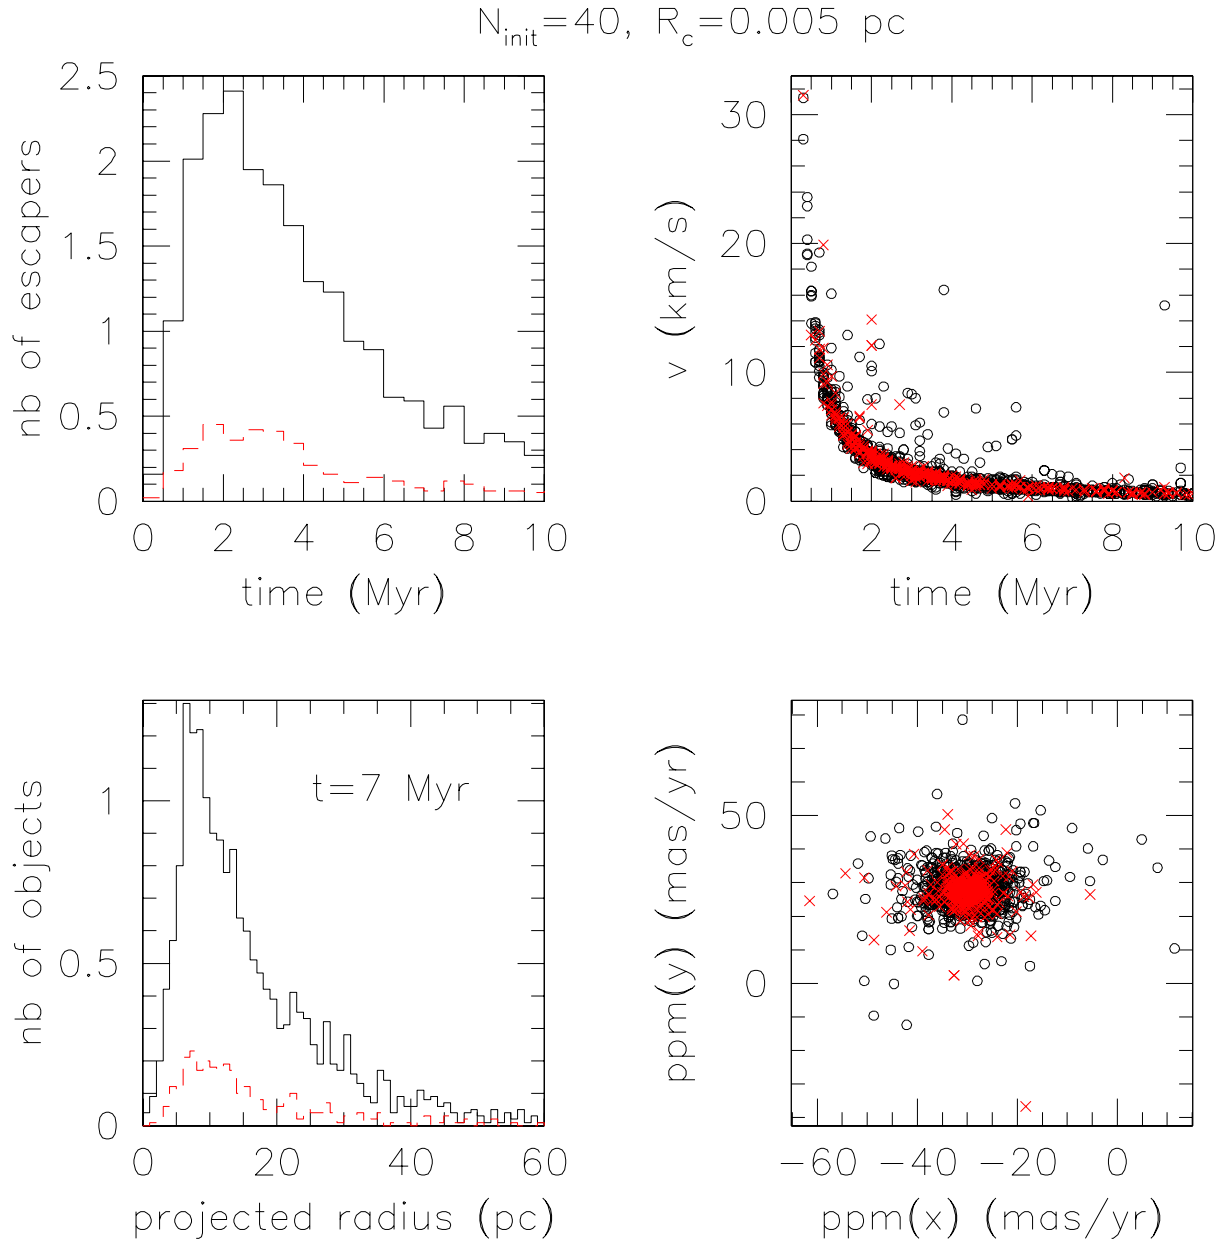 N_init=40, R_c=0.005 pc
nb of escapers
2.5
2
1.5
1
0.5
0
0 2 4 6 8 10
time (Myr)
v (km/s)
30
20
10
0
0 2 4 6 8 10
time (Myr)
nb of objects
1
0.5
0
t=7 Myr
0 20 40 60
projected radius (pc)
ppm(y) (mas/yr)
50
0
−60 −40 −20 0
ppm(x) (mas/yr)